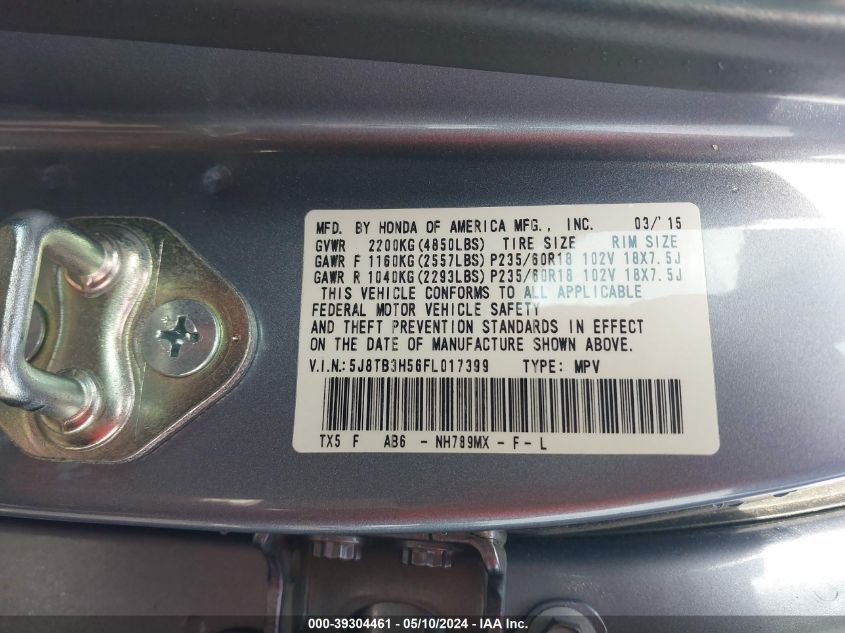 MFD. BY HONDA OF AMERICA MFG., INC. 03/'15
GVWR 2200KG(4850LBS) TIRE SIZE RIM SIZE
GAWR F 1160KG(2557LBS)P235/60R18 102V 18X7.5J
GAWR R 1040KG(2293LBS)P235/60R18 102V 18X7.5J
THIS VEHICLE CONFORMS TO ALL APPLICABLE
FEDERAL MOTOR VEHICLE SAFETY
AND THEFT PREVENTION STANDARDS IN EFFECT
ON THE DATE OF MANUFACTURE SHOWN ABOVE.
V.I.N.:5J8TB3H56FL017399 TYPE: MPV
TX5 F AB6 - NH789MX - F - L
000-39304461 - 05/10/2024 - IAA Inc.